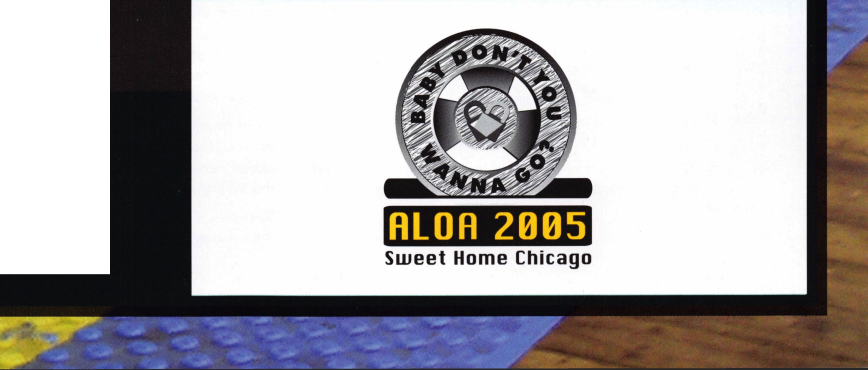 BABY DON'T YOU
WANNA GO?
ALOA 2005
Sweet Home Chicago